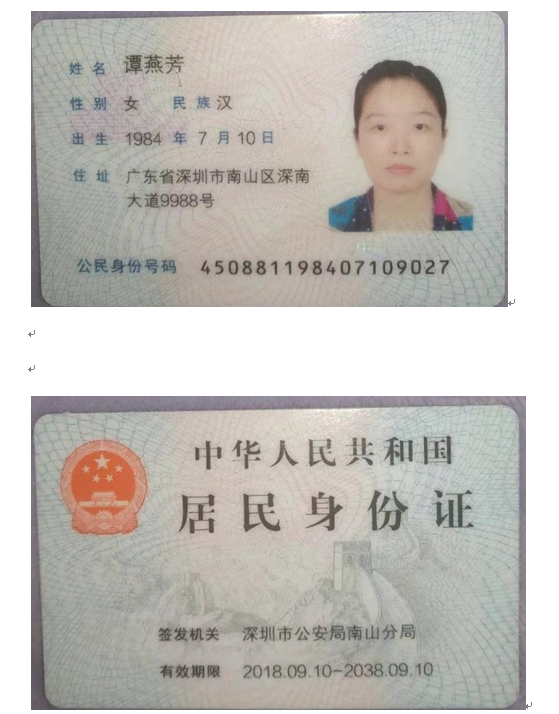 姓名 谭燕芳
性别 女 民族 汉
出生 1984 年 7 月 10 日
住址 广东省深圳市南山区深南
大道9988号
公民身份号码 450881198407109027
中华人民共和国
居民身份证
签发机关 深圳市公安局南山分局
有效期限 2018.09.10-2038.09.10